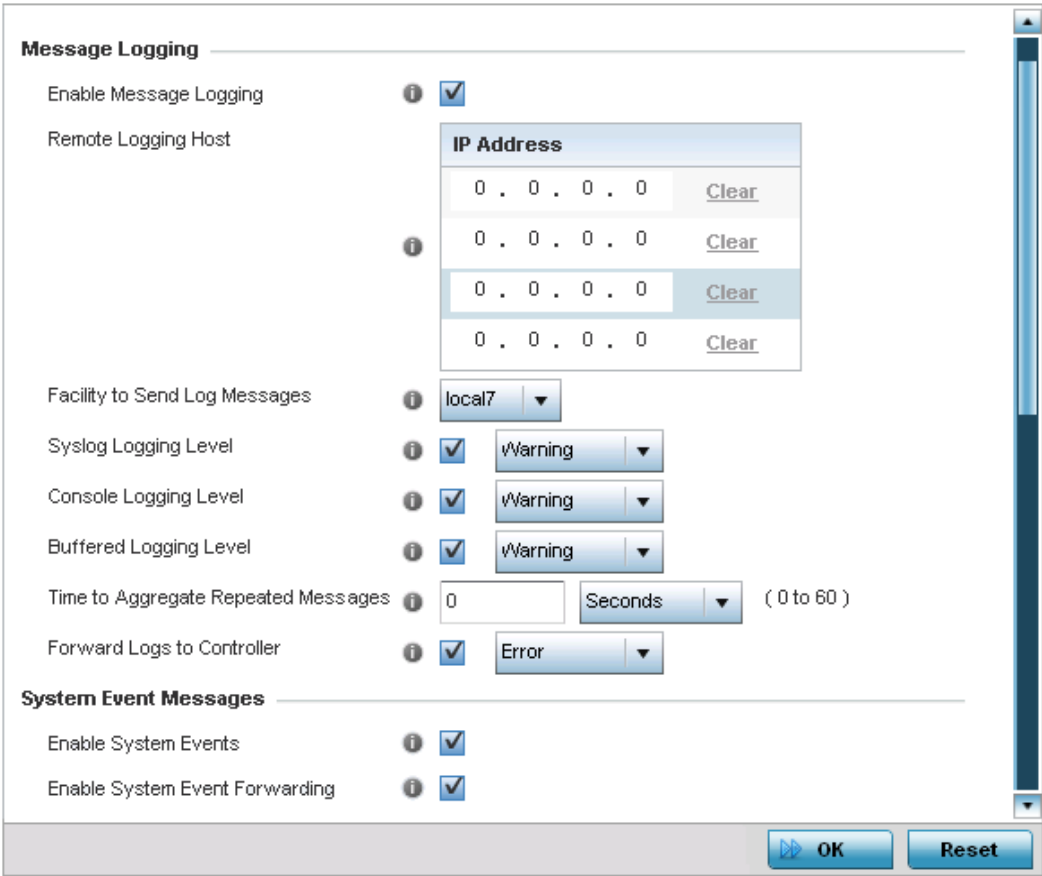 Message Logging
Enable Message Logging
Remote Logging Host
IP Address
0 . 0 . 0 . 0 Clear
0 . 0 . 0 . 0 Clear
0 . 0 . 0 . 0 Clear
0 . 0 . 0 . 0 Clear
Facility to Send Log Messages local7
Syslog Logging Level Warning
Console Logging Level Warning
Buffered Logging Level Warning
Time to Aggregate Repeated Messages 0 Seconds ( 0 to 60 )
Forward Logs to Controller Error
System Event Messages
Enable System Events
Enable System Event Forwarding
OK Reset